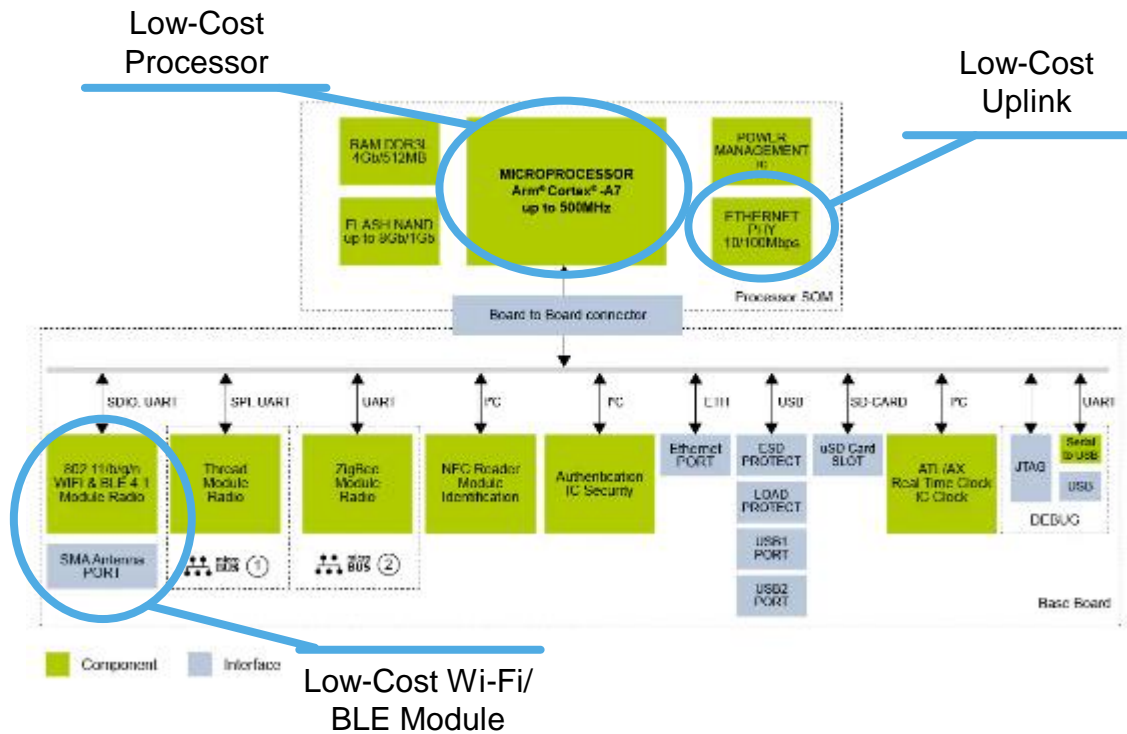 Low-Cost
Processor
Low-Cost
Uplink
RAM DDR3L
4Gb/512MB
MICROPROCESSOR
Arm® Cortex® -A7
up to 500MHz
POWER
MANAGEMENT
IC
FLASH NAND
up to 8Gb/1Gb
ETHERNET
PHY
10/100Mbps
Processor SOM
Board to Board connector
SDIO, UART
SPI, UART
UART
I²C
I²C
ETH
USB
SD-CARD
I²C
UART
802 11/b/g/n
WIFI & BLE 4 1
Module Radio
Thread
Module
Radio
ZigBee
Module
Radio
NFC Reader
Module
Identification
Authentication
IC Security
Ethernet
PORT
ESD
PROTECT
uSD Card
SLOT
Real Time Clock
IC Clock
JTAG
Serial
to USB
USB
LOAD
PROTECT
DEBUG
SMA Antenna
PORT
mikro
BUS 1
mikro
BUS 2
USB1
PORT
USB2
PORT
Base Board
Component
Interface
Low-Cost Wi-Fi/
BLE Module